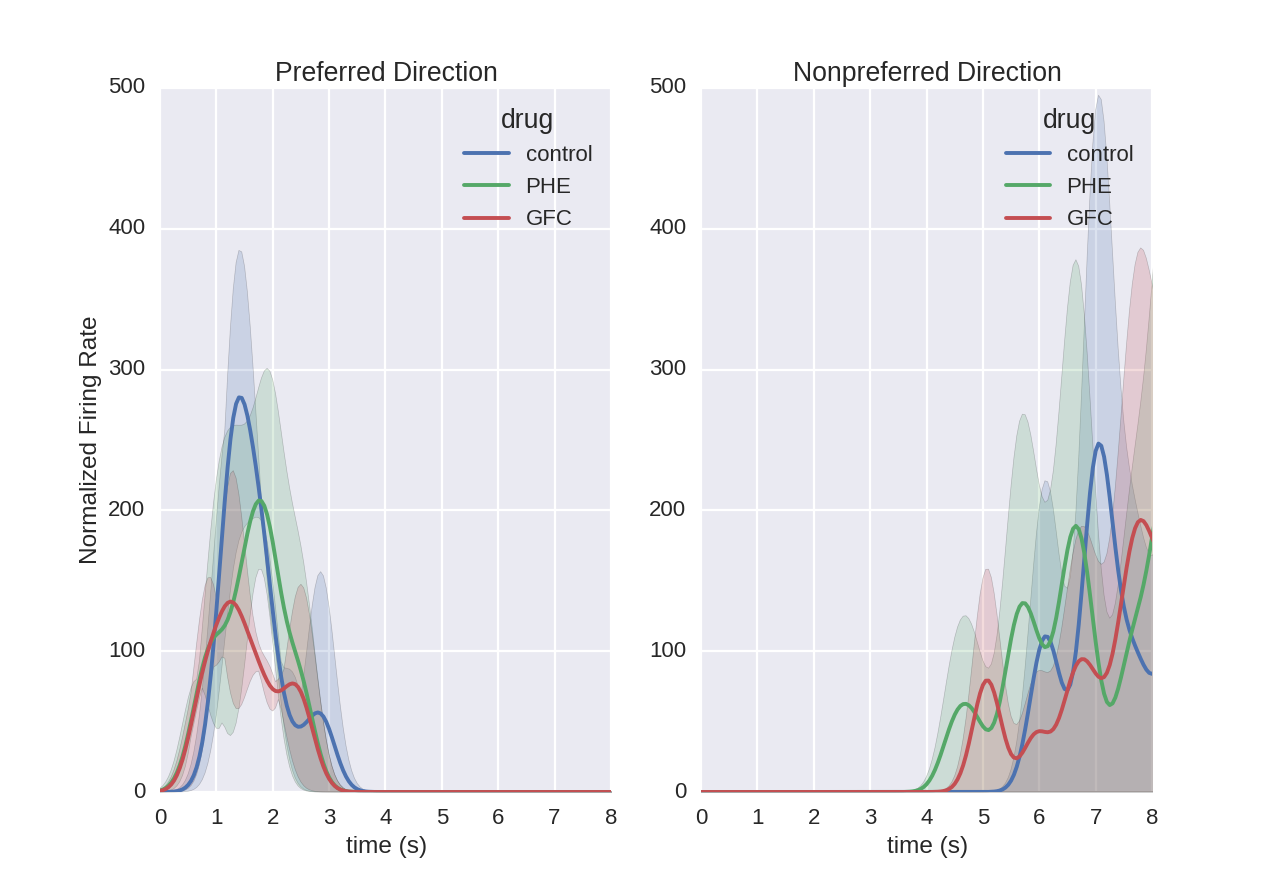 Preferred Direction
Nonpreferred Direction
500
400
300
200
100
0
Normalized Firing Rate
drug
control
PHE
GFC
0 1 2 3 4 5 6 7 8
time (s)
500
400
300
200
100
0
drug
control
PHE
GFC
0 1 2 3 4 5 6 7 8
time (s)